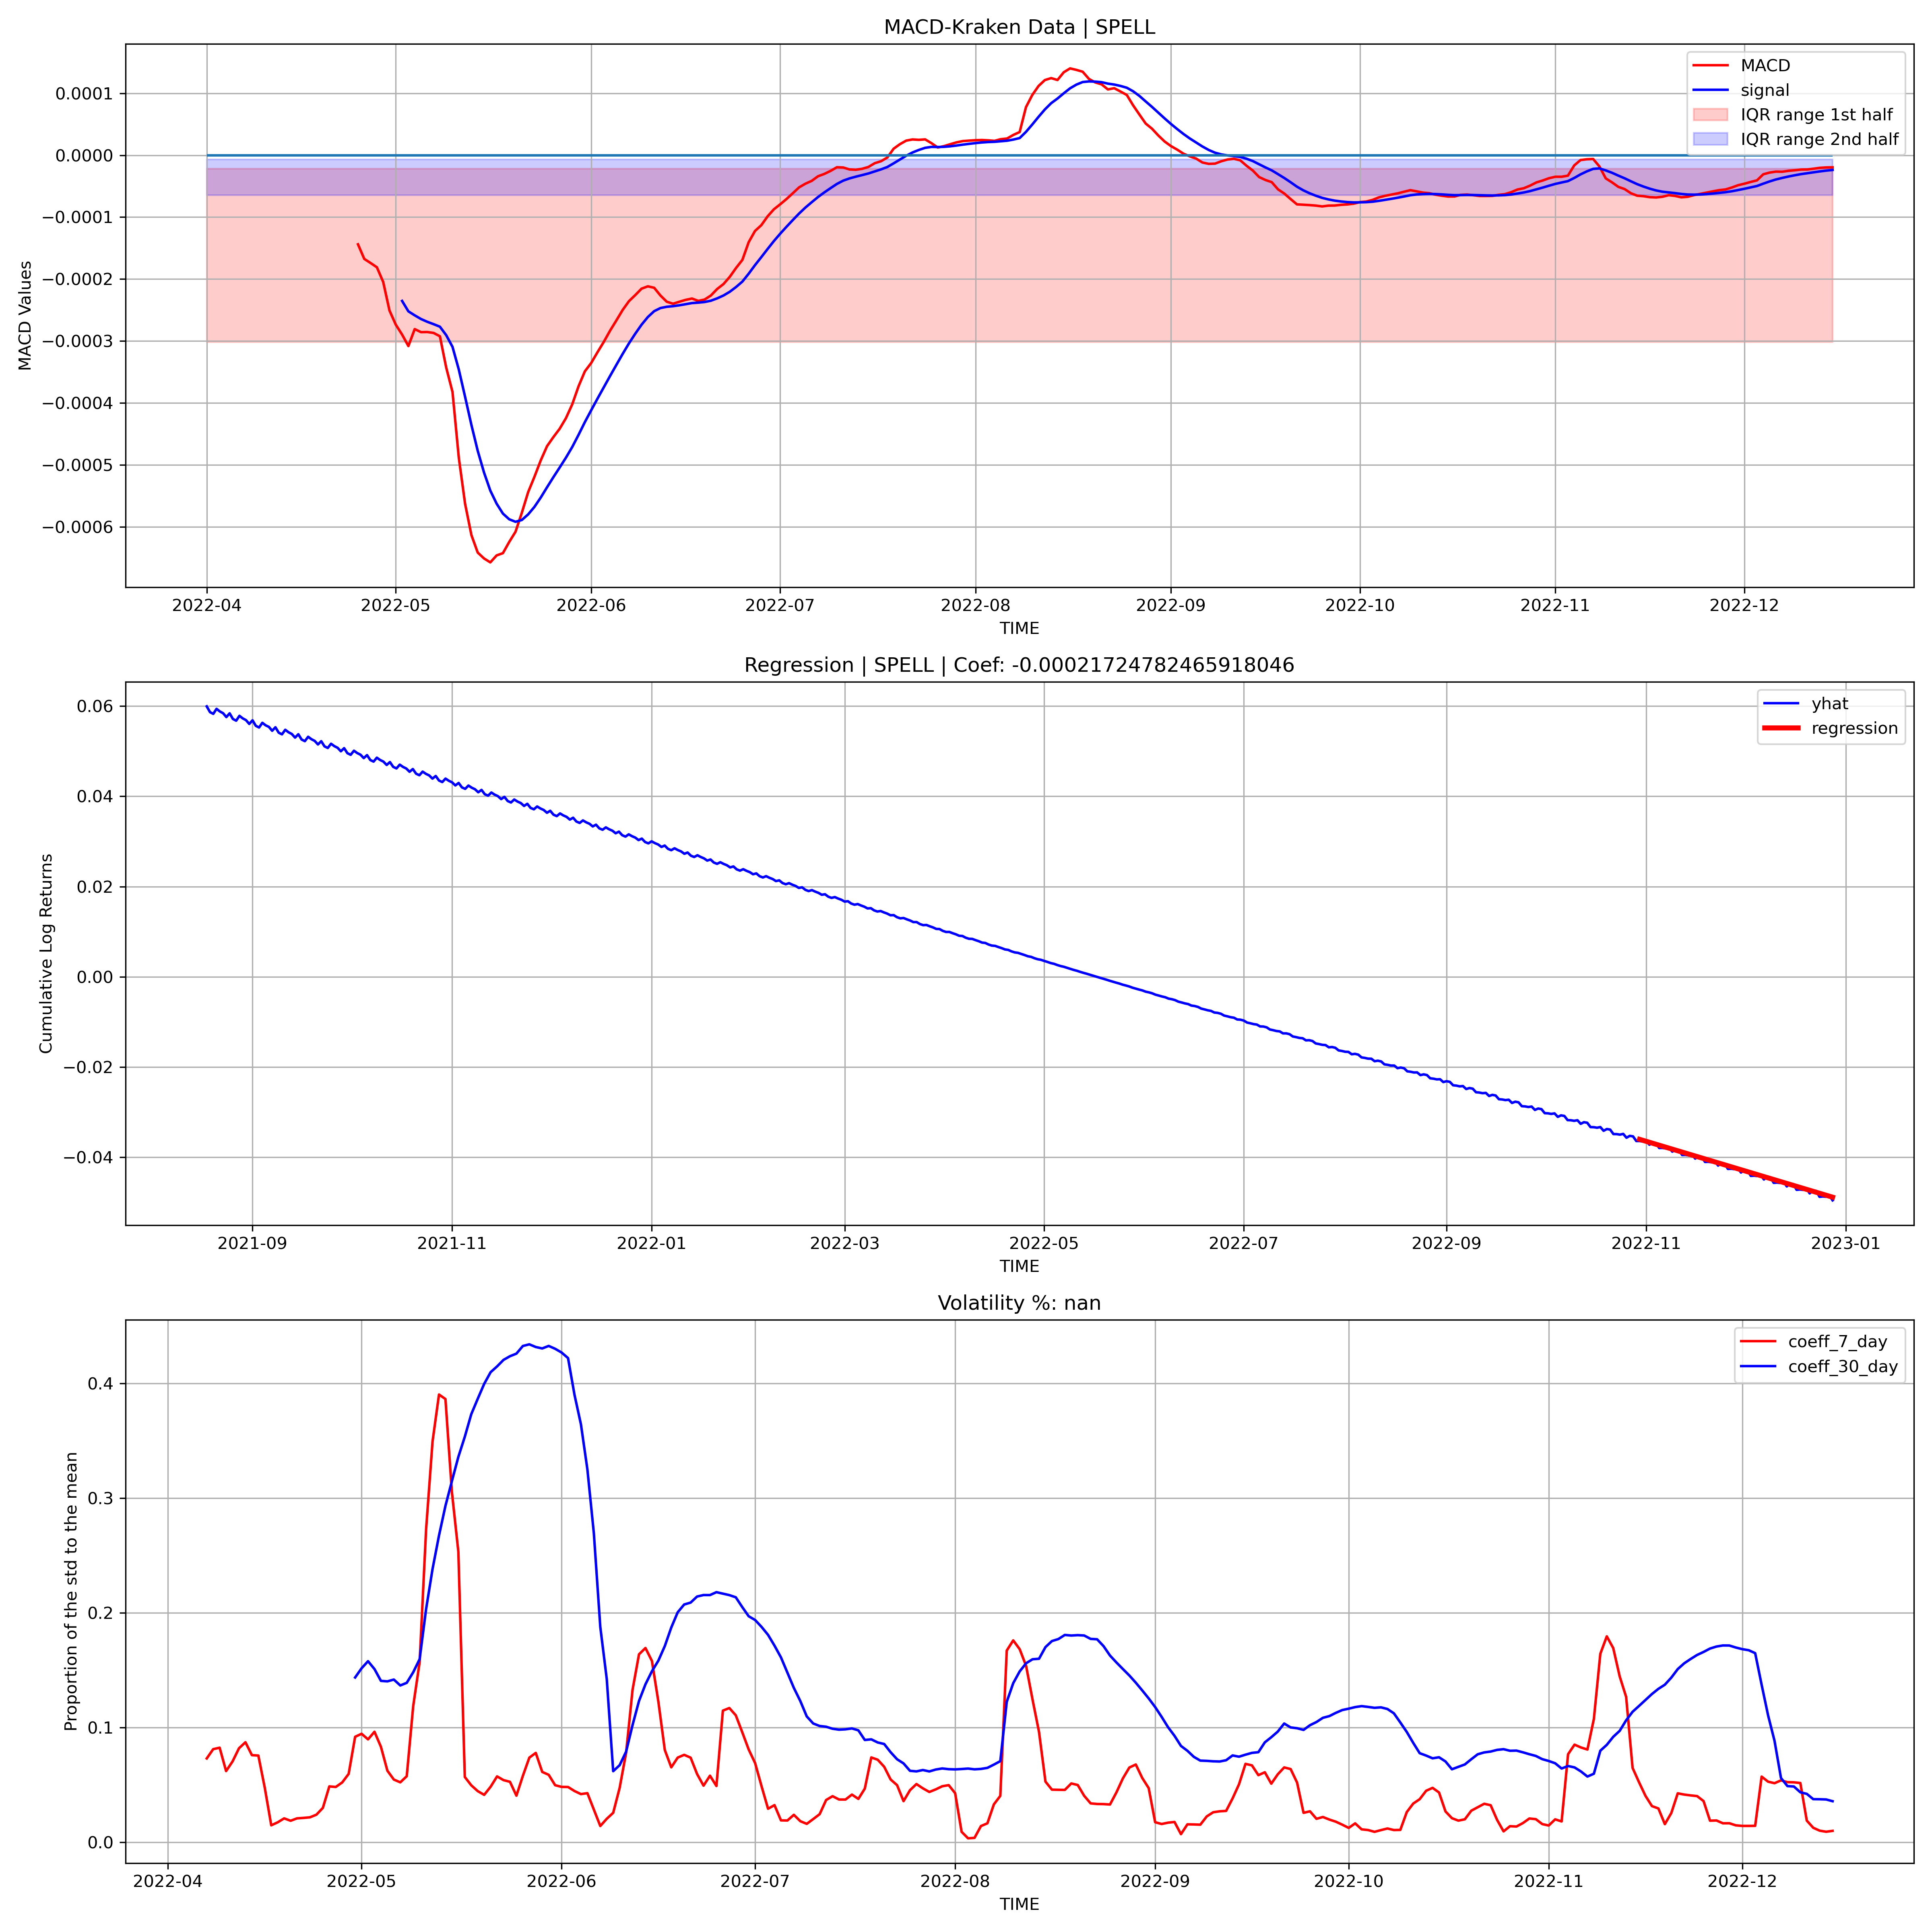 MACD-Kraken Data | SPELL
MACD
signal
IQR range 1st half
IQR range 2nd half
MACD Values
0.0001
0.0000
−0.0001
−0.0002
−0.0003
−0.0004
−0.0005
−0.0006
2022-04 2022-05 2022-06 2022-07 2022-08 2022-09 2022-10 2022-11 2022-12
TIME
Regression | SPELL | Coef: -0.00021724782465918046
yhat
regression
Cumulative Log Returns
0.06
0.04
0.02
0.00
−0.02
−0.04
2021-09 2021-11 2022-01 2022-03 2022-05 2022-07 2022-09 2022-11 2023-01
TIME
Volatility %: nan
coeff_7_day
coeff_30_day
Proportion of the std to the mean
0.4
0.3
0.2
0.1
0.0
2022-04 2022-05 2022-06 2022-07 2022-08 2022-09 2022-10 2022-11 2022-12
TIME